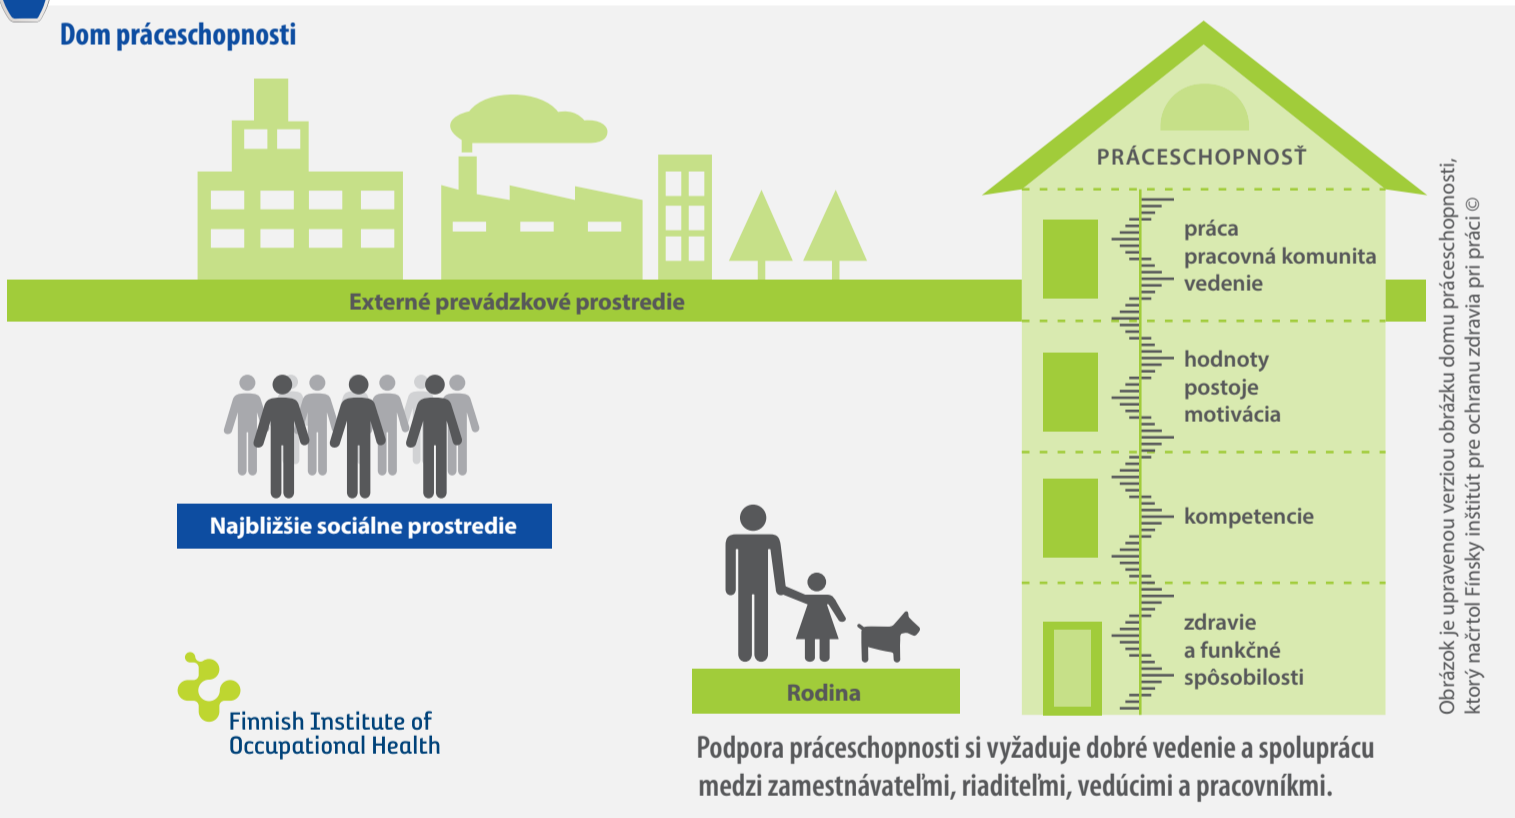 Dom práceschopnosti
PRÁCESCHOPNOSŤ
práca
pracovná komunita
vedenie
Externé prevádzkové prostredie
hodnoty
postoje
motivácia
kompetencie
Najbližšie sociálne prostredie
zdravie
a funkčné
spôsobilosti
Rodina
Finnish Institute of
Occupational Health
Podpora práceschopnosti si vyžaduje dobré vedenie a spoluprácu
medzi zamestnávateľmi, riaditeľmi, vedúcimi a pracovníkmi.
Obrázok je upravenou verziou obrázku domu práceschopnosti,
ktorý načrtol Fínsky inštitút pre ochranu zdravia pri práci ©